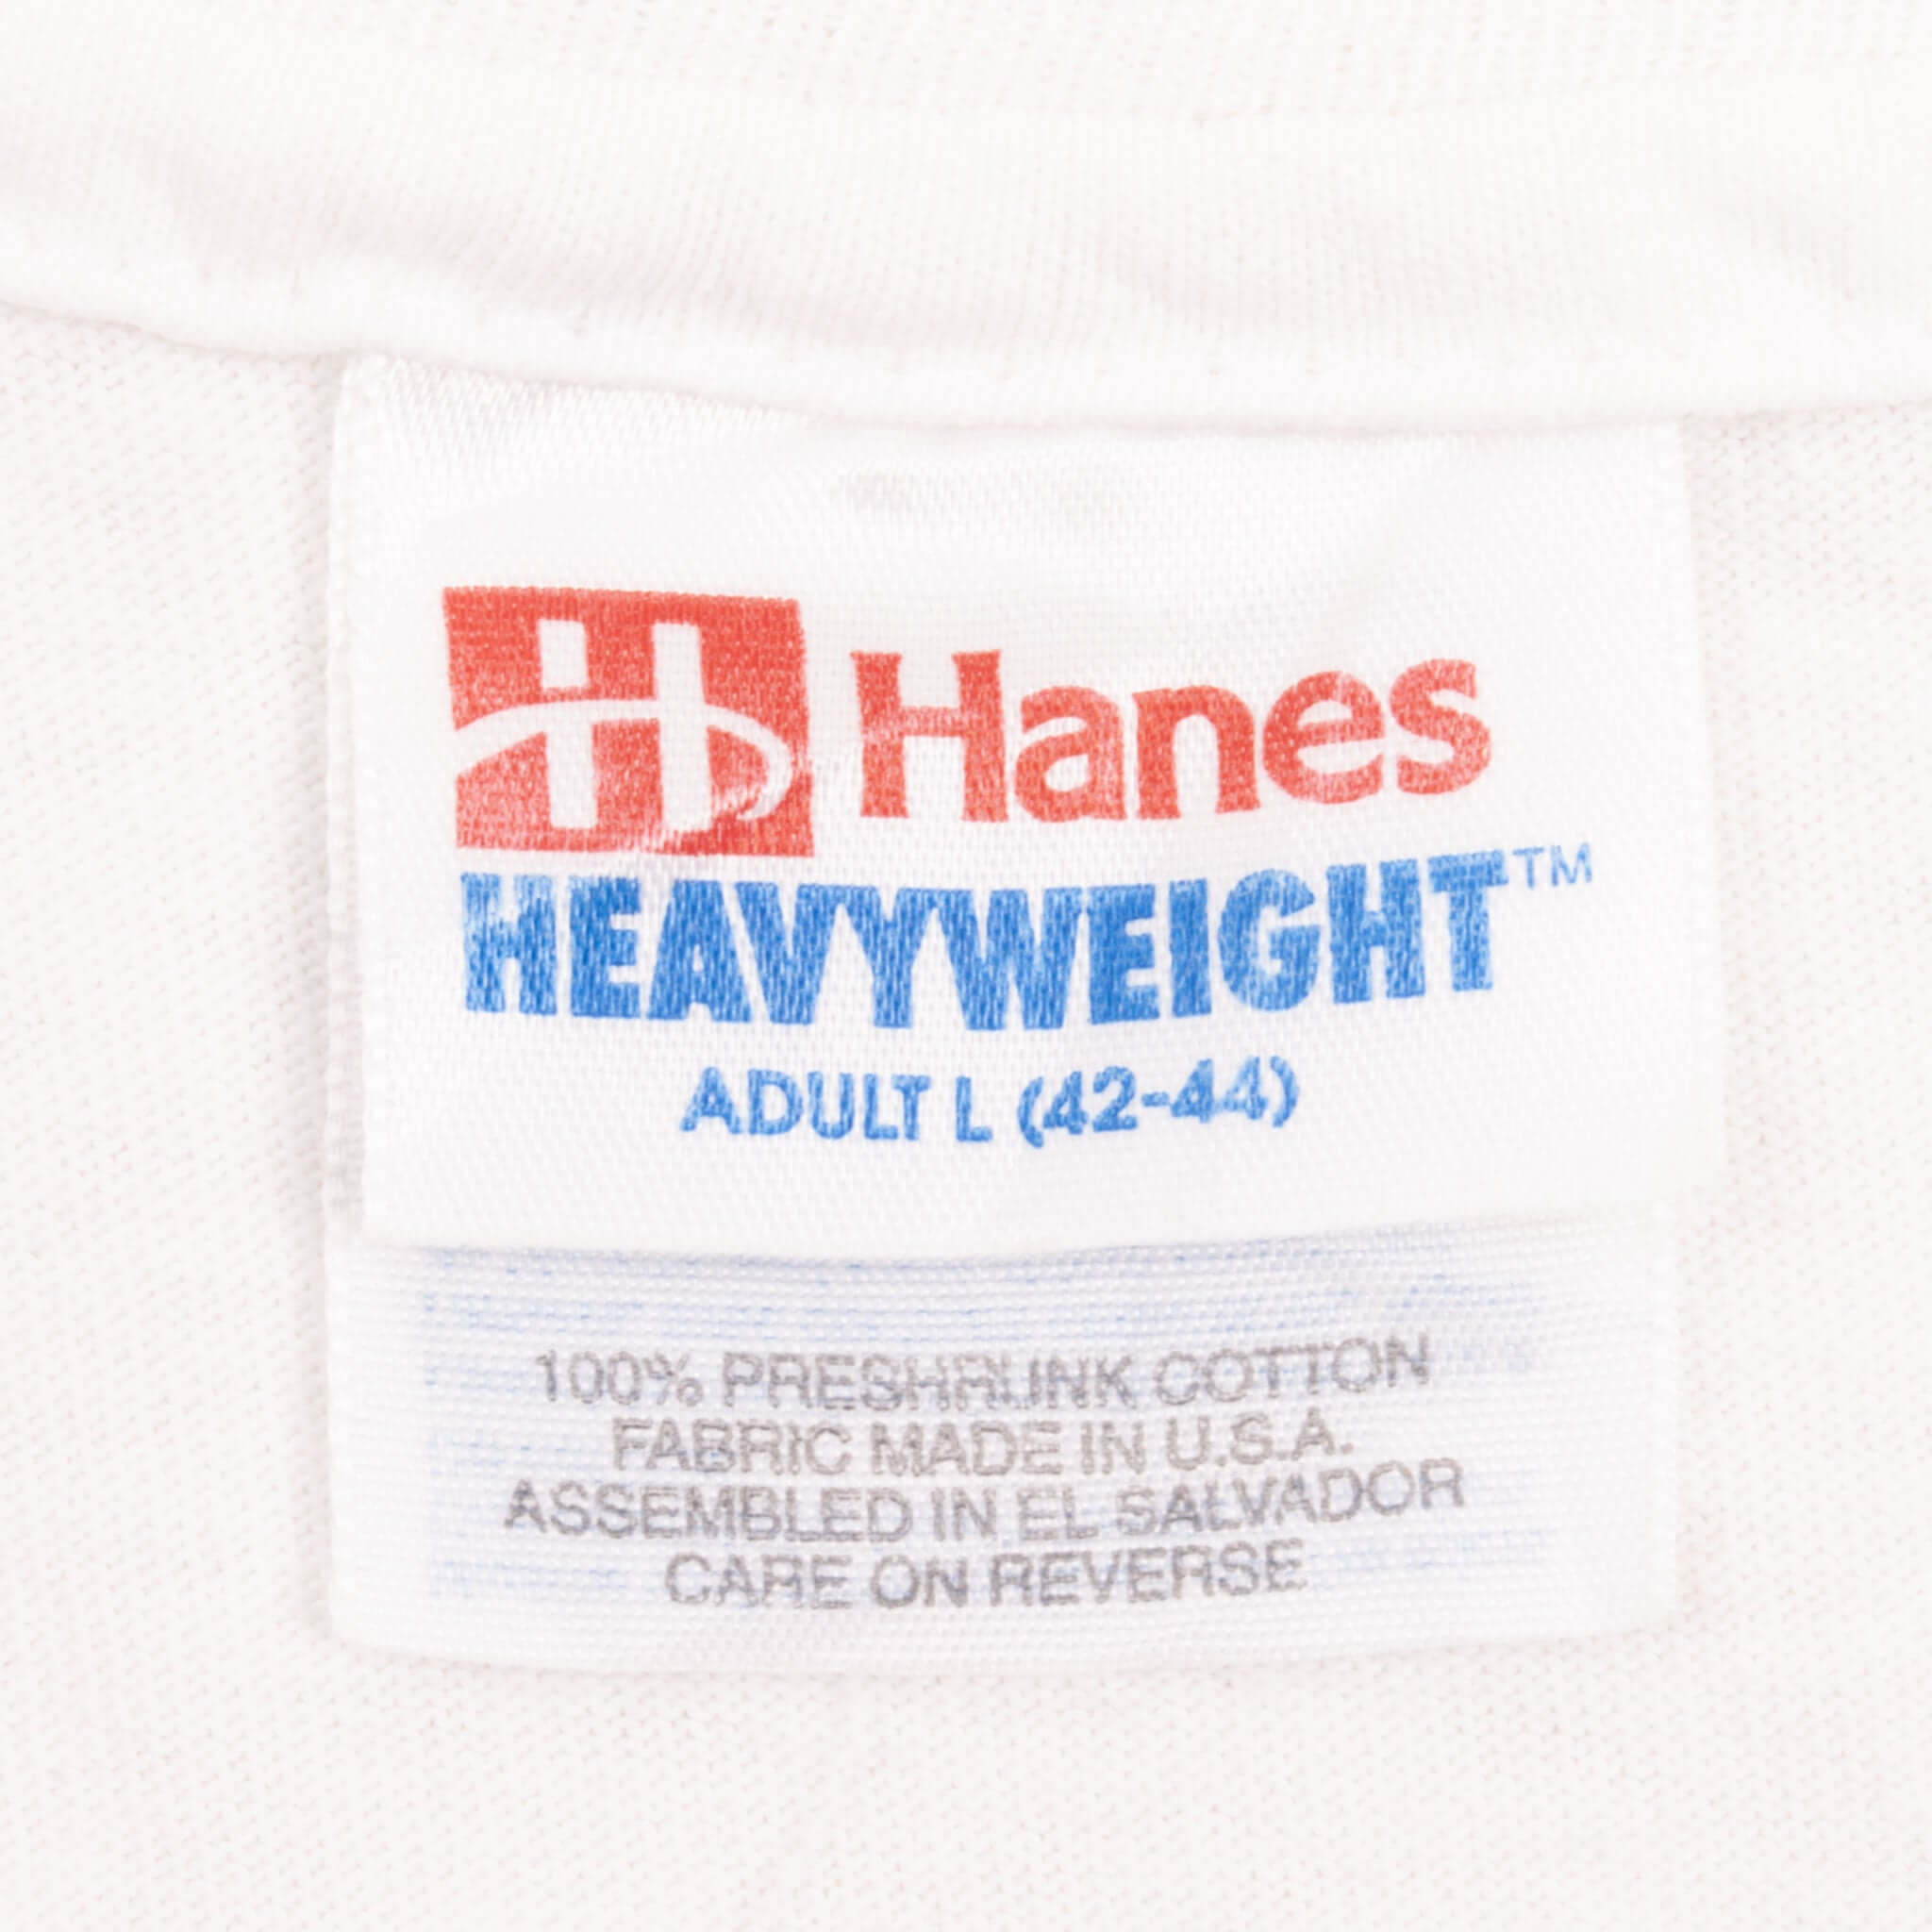 H Hanes
HEAVYWEIGHT™
ADULT L (42-44)
100% PRESHRUNK COTTON
FABRIC MADE IN U.S.A.
ASSEMBLED IN EL SALVADOR
CARE ON REVERSE